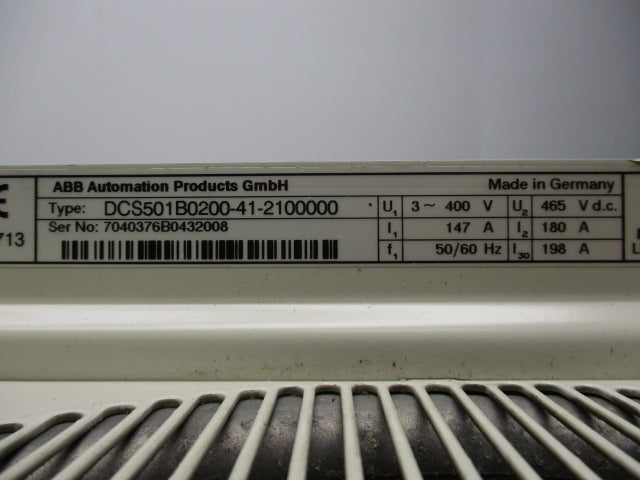 ABB Automation Products GmbH Made in Germany
Type: DCS501B0200-41-2100000 * U1 3~ 400 V U2 465 V d.c.
Ser No: 7040376B0432008 I1 147 A I2 180 A
713 f1 50/60 Hz I30 198 A